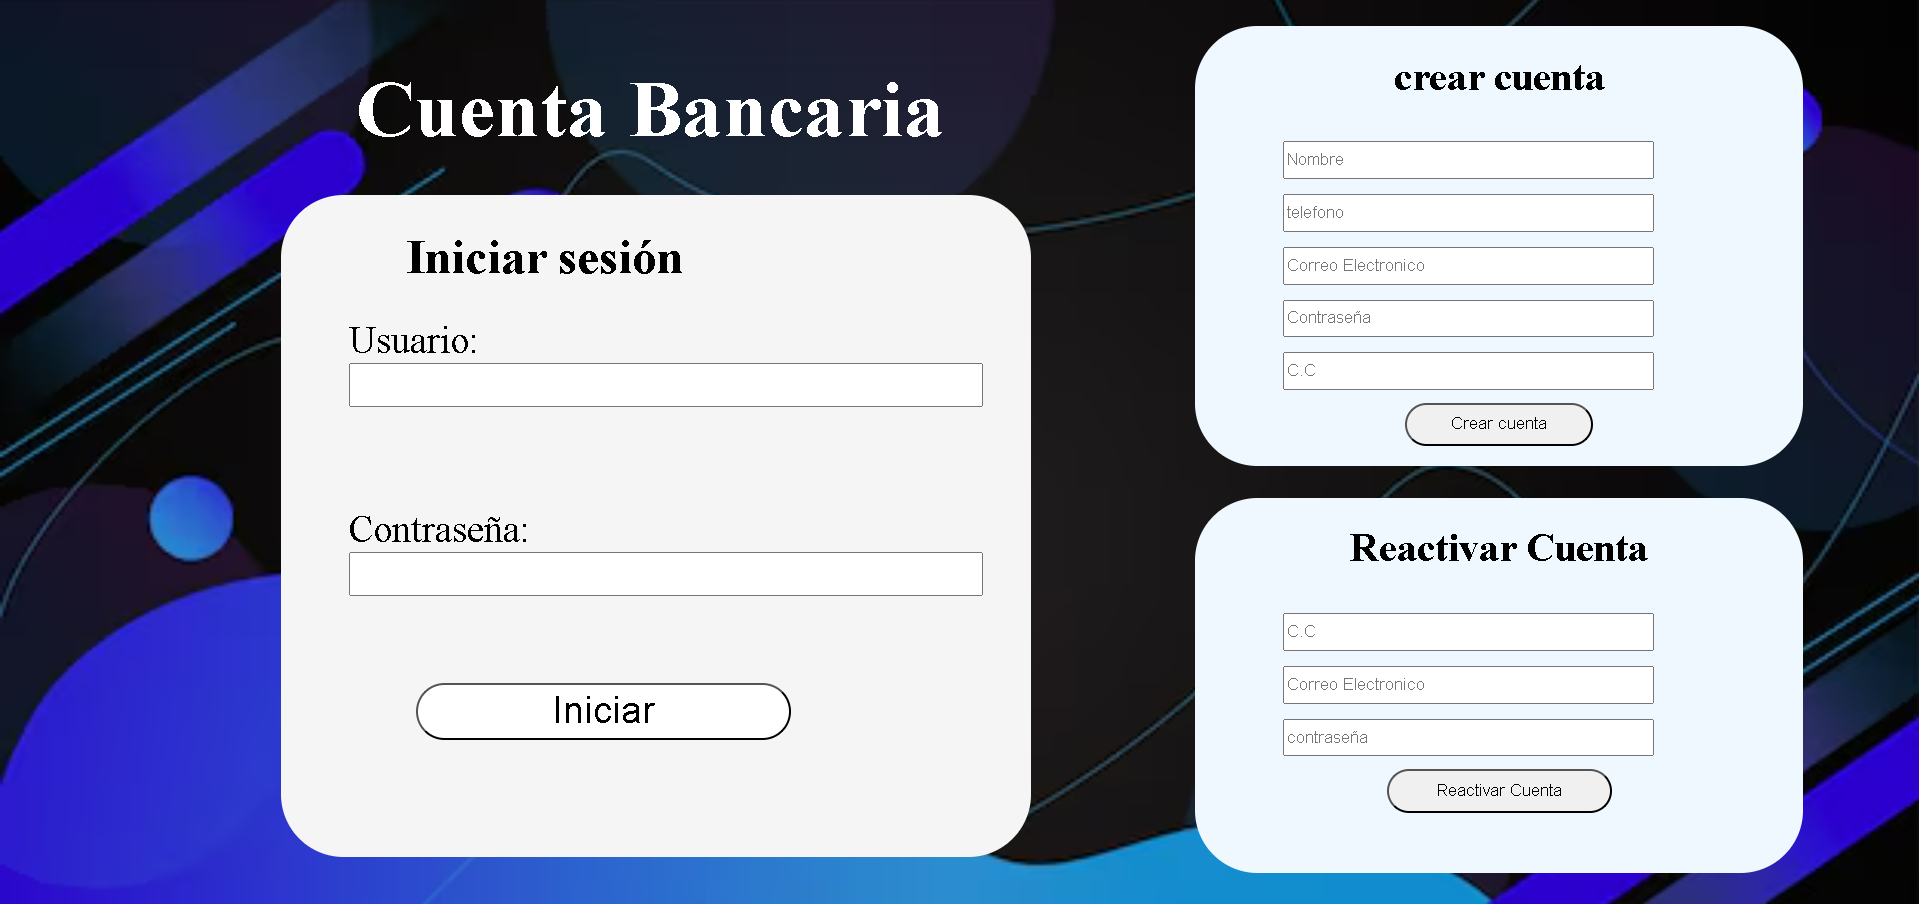 Cuenta Bancaria
Iniciar sesión
Usuario:
Contraseña:
Iniciar
crear cuenta
Nombre
telefono
Correo Electronico
Contraseña
C.C
Crear cuenta
Reactivar Cuenta
C.C
Correo Electronico
contraseña
Reactivar Cuenta